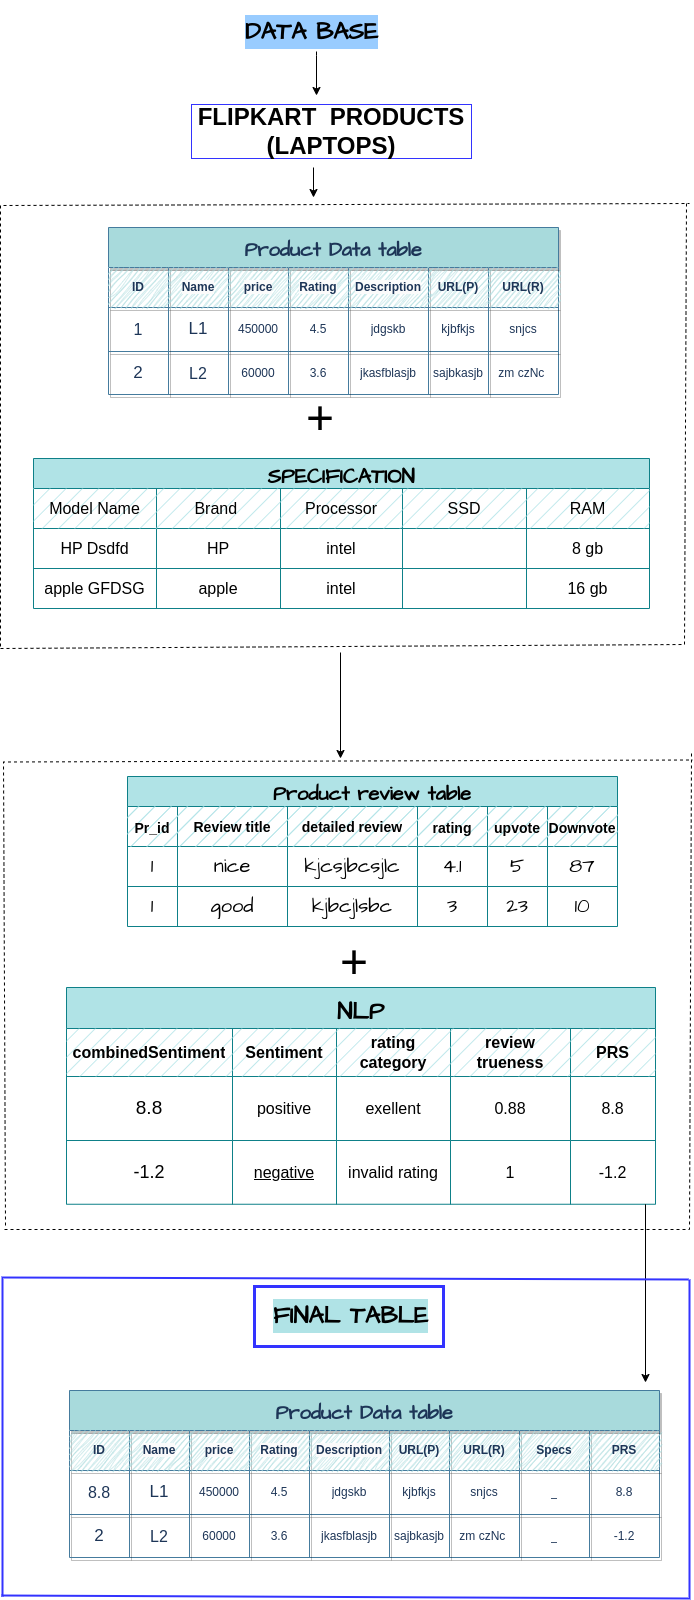 DATA BASE
FLIPKART PRODUCTS
(LAPTOPS)
Product Data table
ID Name price Rating Description URL(P) URL(R)
1 L1 450000 4.5 jdgskb kjbfkjs snjcs
2 L2 60000 3.6 jkasfblasjb sajbkasjb zm czNc
+
SPECIFICATION
Model Name Brand Processor SSD RAM
HP Dsdfd HP intel 8 gb
apple GFDSG apple intel 16 gb
Product review table
Pr_id Review title detailed review rating upvote Downvote
1 nice kjcsjbcsjlc 4.1 5 87
1 good kjbcjlsbc 3 23 10
+
NLP
combinedSentiment Sentiment rating category review trueness PRS
8.8 positive exellent 0.88 8.8
-1.2 negative invalid rating 1 -1.2
FINAL TABLE
Product Data table
ID Name price Rating Description URL(P) URL(R) Specs PRS
8.8 L1 450000 4.5 jdgskb kjbfkjs snjcs _ 8.8
2 L2 60000 3.6 jkasfblasjb sajbkasjb zm czNc _ -1.2